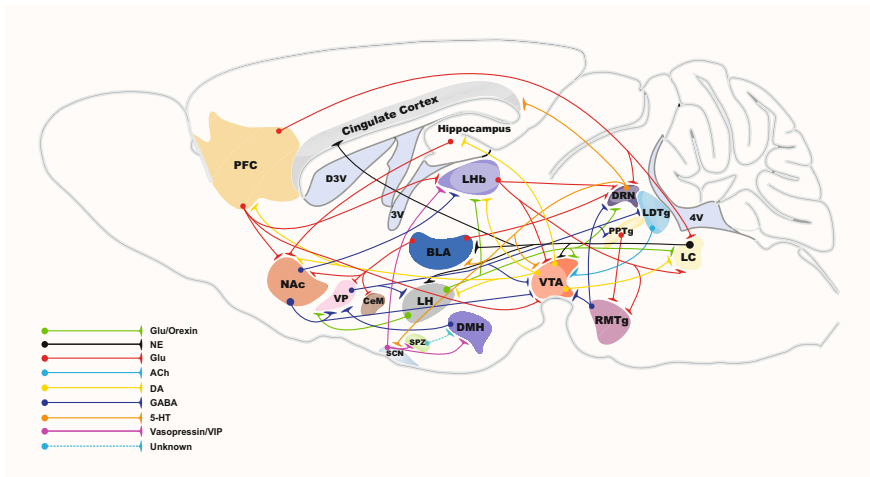 Cingulate Cortex
Hippocampus
PFC
D3V
LHb
DRN
LDTg
3V
4V
PPTg
BLA
LC
NAc
VP
CeM
LH
VTA
DMH
RMTg
SPZ
SCN
Glu/Orexin
NE
Glu
ACh
DA
GABA
5-HT
Vasopressin/VIP
Unknown